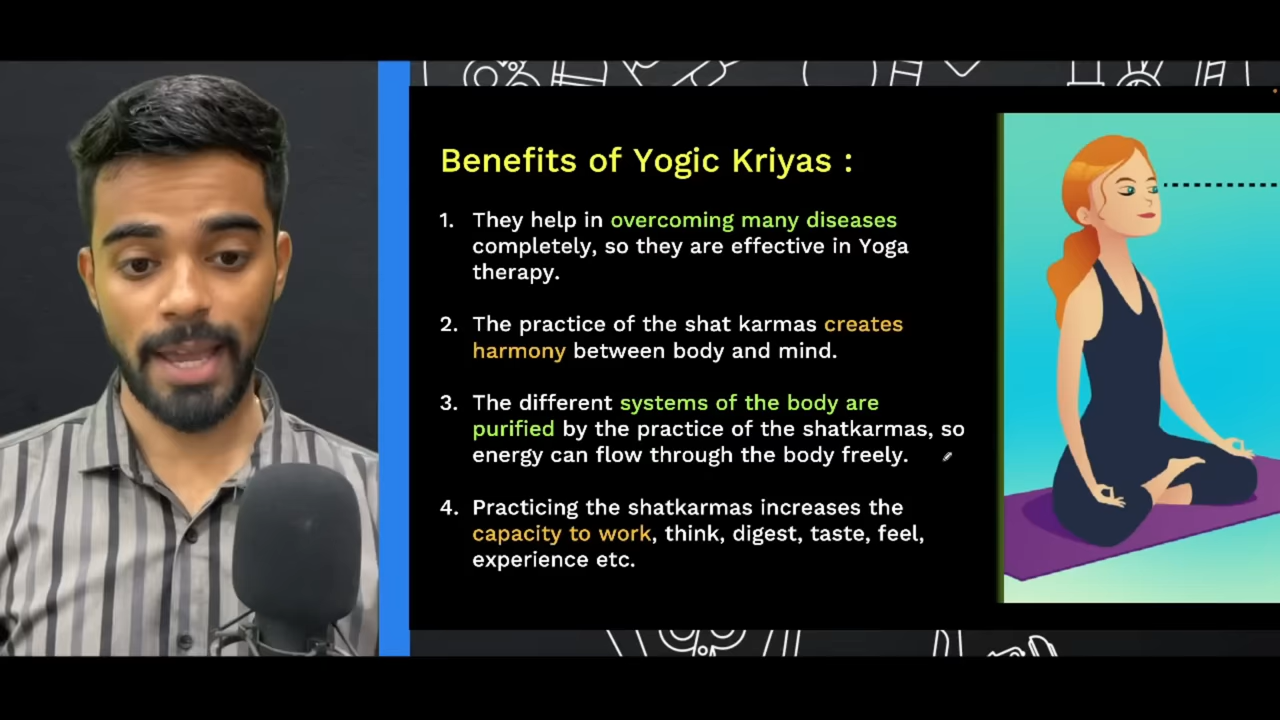 Benefits of Yogic Kriyas :
1. They help in overcoming many diseases
completely, so they are effective in Yoga
therapy.
2. The practice of the shat karmas creates
harmony between body and mind.
3. The different systems of the body are
purified by the practice of the shatkarmas, so
energy can flow through the body freely.
4. Practicing the shatkarmas increases the
capacity to work, think, digest, taste, feel,
experience etc.